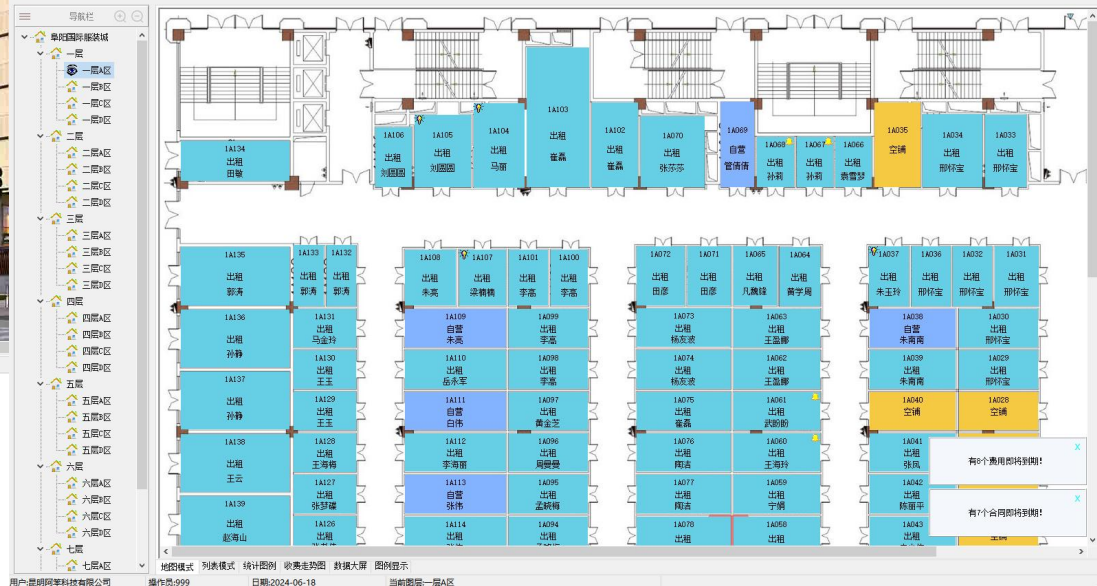 导航栏
阜阳国际服装城
一层
一层A区
一层B区
一层C区
一层D区
二层
二层A区
二层B区
二层C区
二层D区
三层
三层A区
三层B区
三层C区
三层D区
四层
四层A区
四层B区
四层C区
四层D区
五层
五层A区
五层B区
五层C区
五层D区
六层
六层A区
六层B区
六层C区
六层D区
七层
七层A区
1A134
出租
田敏
1A106
出租
刘圆圆
1A105
出租
刘圆圆
1A104
出租
马丽
1A103
出租
崔磊
1A102
出租
崔磊
1A070
出租
张莎莎
1A069
自营
管倩倩
1A068
出租
孙莉
1A067
出租
孙莉
1A066
出租
袁雪梦
1A035
空铺
1A034
出租
邢怀宝
1A033
出租
邢怀宝
1A135
出租
郭涛
1A133
出租
郭涛
1A132
出租
郭涛
1A136
出租
孙静
1A131
出租
马金玲
1A130
出租
王玉
1A137
出租
孙静
1A129
出租
王玉
1A138
出租
王云
1A128
出租
王海梅
1A127
出租
张梦碟
1A139
出租
赵海山
1A126
出租
1A108
出租
朱亮
1A107
出租
梁楠楠
1A101
出租
李高
1A100
出租
李高
1A109
自营
朱亮
1A099
出租
李高
1A110
出租
岳永军
1A098
出租
李高
1A111
自营
白伟
1A097
出租
黄金芝
1A112
出租
李海丽
1A096
出租
周曼曼
1A113
自营
张伟
1A095
出租
孟皖梅
1A114
出租
1A094
出租
1A072
出租
田彦
1A071
出租
田彦
1A065
出租
凡魏锋
1A064
出租
黄学周
1A073
出租
杨友波
1A063
出租
王盈娜
1A074
出租
杨友波
1A062
出租
王盈娜
1A075
出租
崔磊
1A061
出租
武盼盼
1A076
出租
陶洁
1A060
出租
王海玲
1A077
出租
陶洁
1A059
出租
宁娟
1A078
出租
1A058
出租
1A037
出租
朱玉玲
1A036
出租
邢怀宝
1A032
出租
邢怀宝
1A031
出租
邢怀宝
1A038
自营
朱南南
1A030
出租
邢怀宝
1A039
出租
朱南南
1A029
出租
邢怀宝
1A040
空铺
1A028
空铺
1A041
出租
张凤
1A042
出租
陈丽平
1A043
出租
X
有8个费用即将到期!
X
有7个合同即将到期!
地图模式 列表模式 统计图例 收费走势图 数据大屏 图例显示
用户:昆明阿笨科技有限公司 操作员:999 日期:2024-06-18 当前图层:一层A区